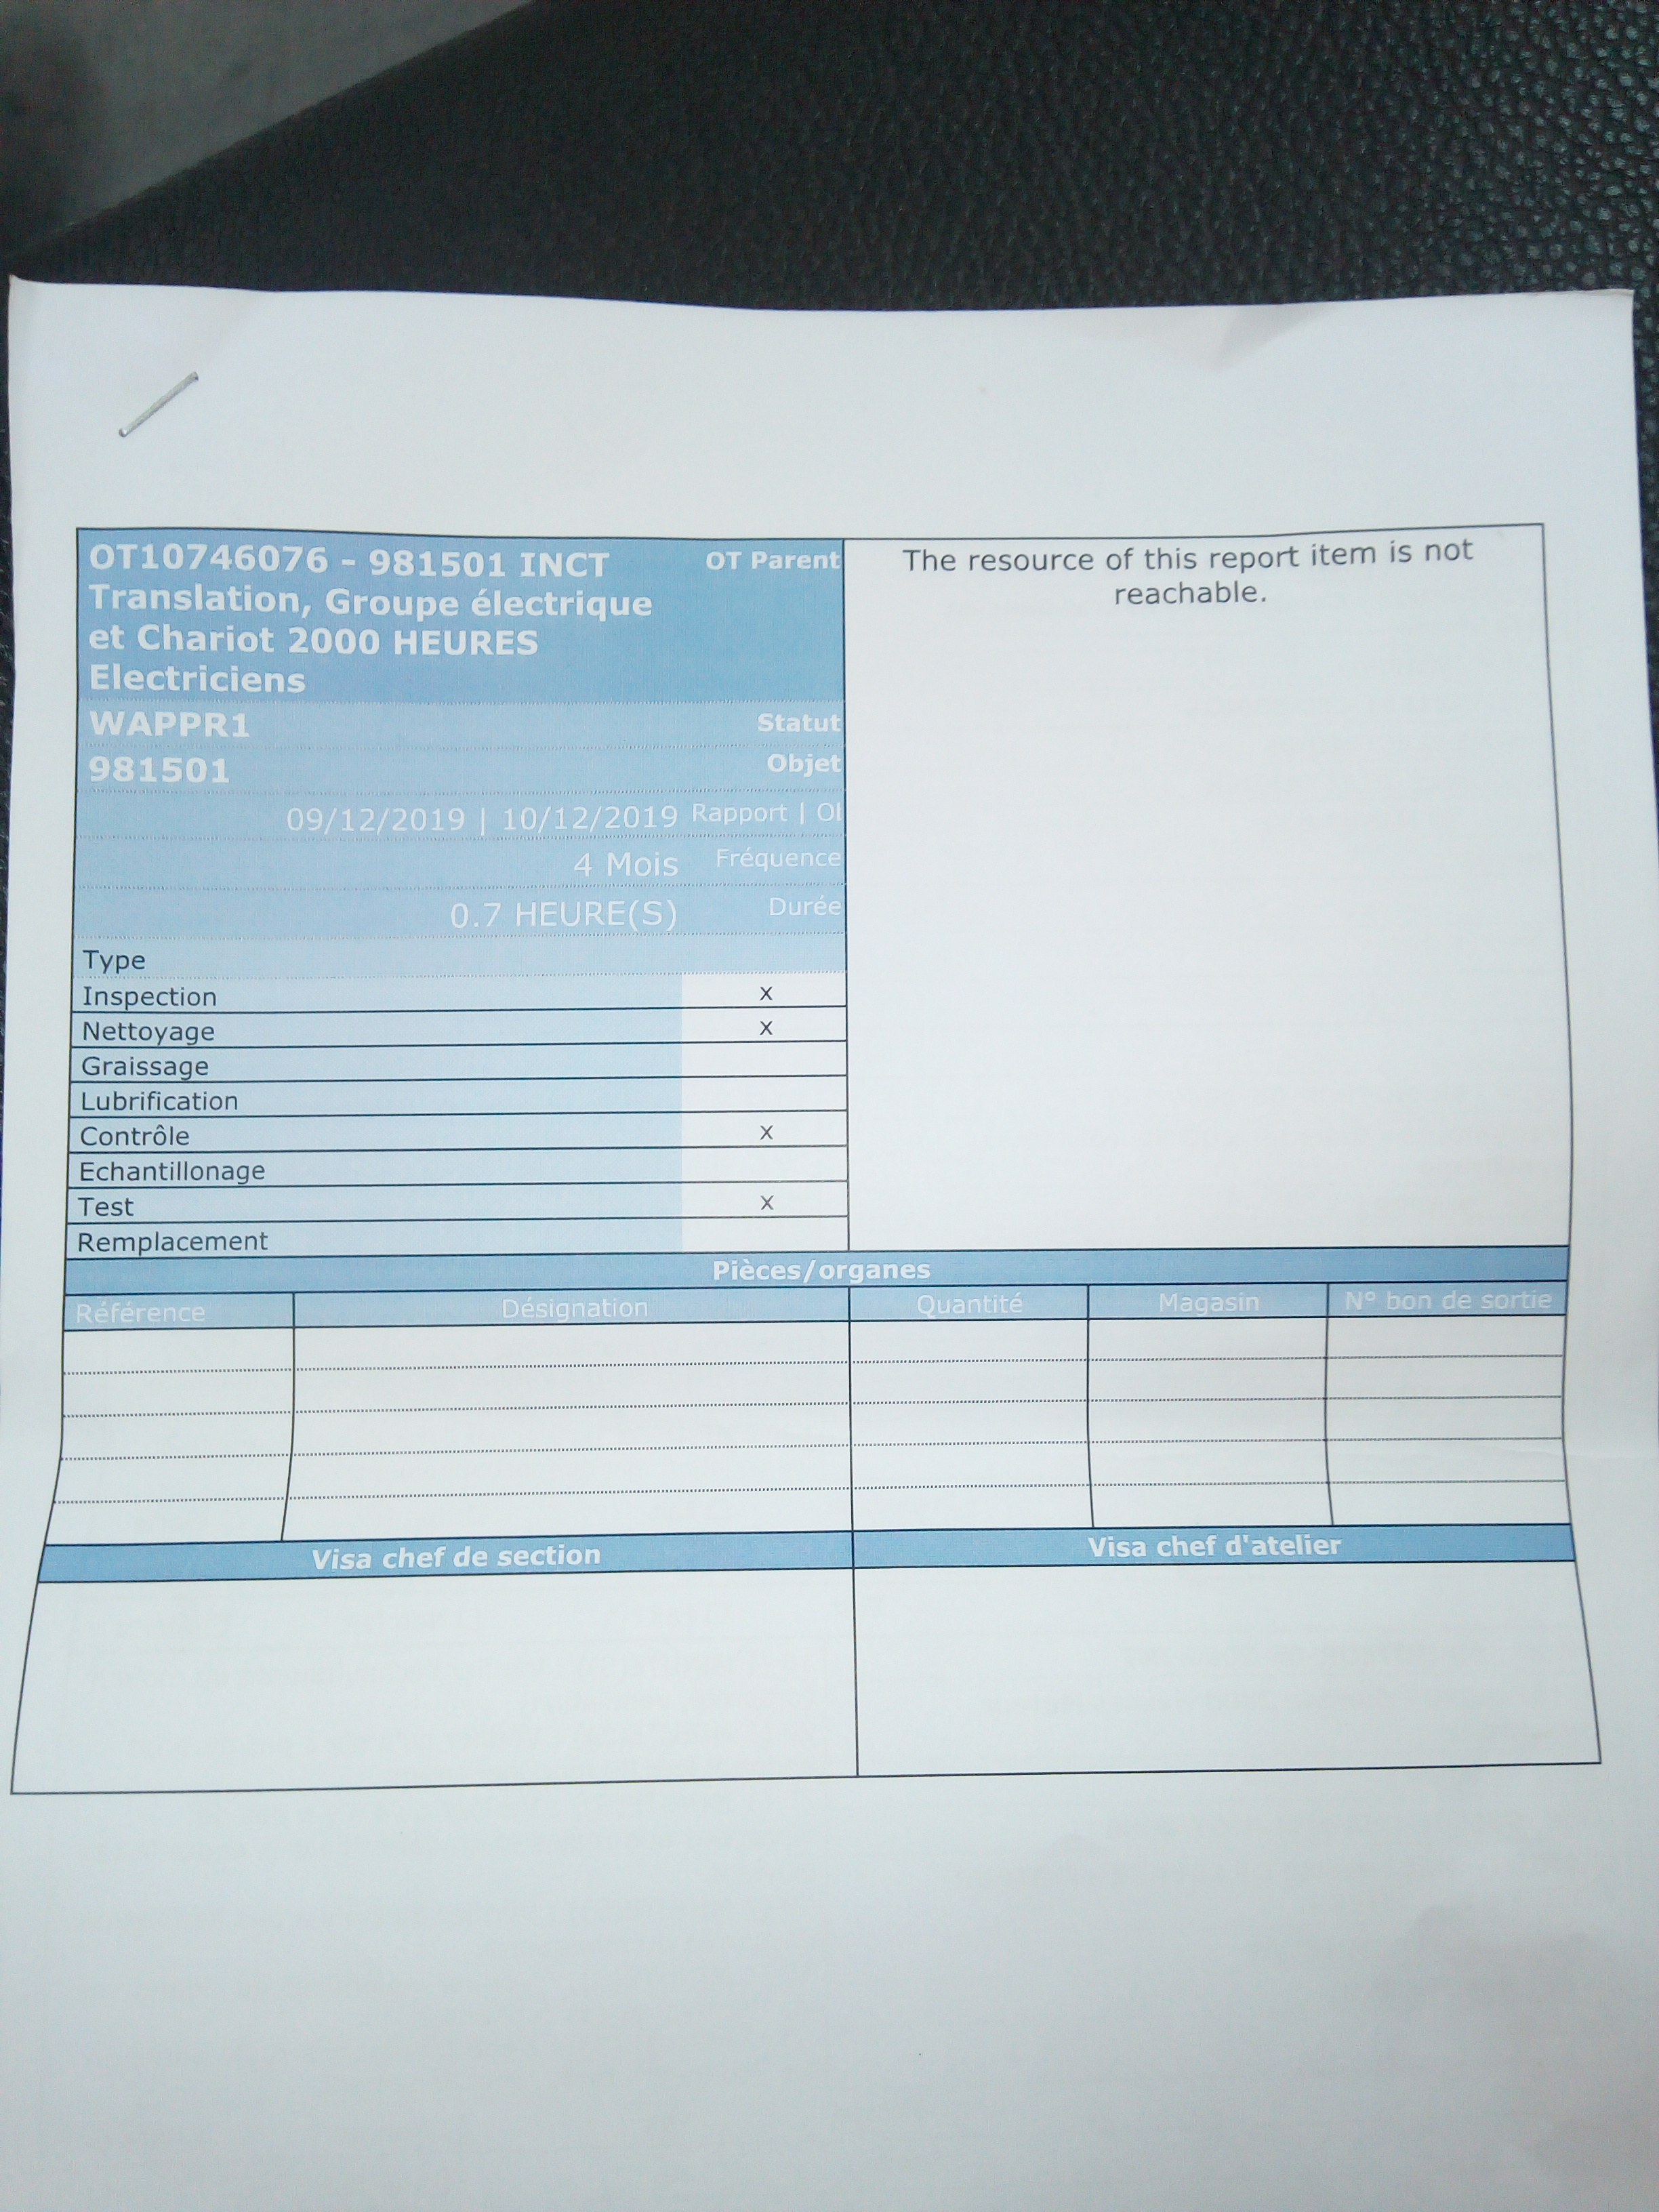 OT10746076 - 981501 INCT OT Parent
Translation, Groupe électrique
et Chariot 2000 HEURES
Electriciens
The resource of this report item is not
reachable.
WAPPR1 Statut
981501 Objet
09/12/2019 | 10/12/2019 Rapport | OI
4 Mois Fréquence
0.7 HEURE(S) Durée
Type
Inspection x
Nettoyage x
Graissage
Lubrification
Contrôle x
Echantillonage
Test x
Remplacement
Pièces/organes
Référence Désignation Quantité Magasin N° bon de sortie
Visa chef de section Visa chef d'atelier